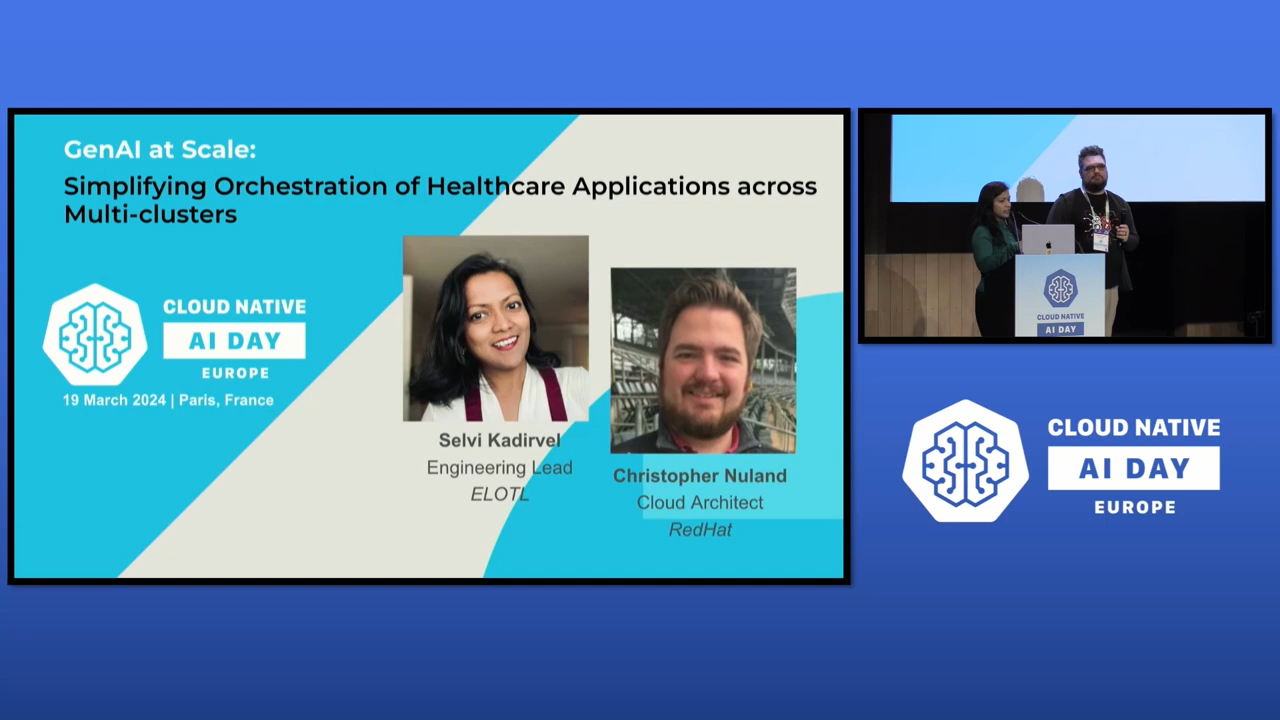 GenAI at Scale:
Simplifying Orchestration of Healthcare Applications across
Multi-clusters
CLOUD NATIVE
AI DAY
EUROPE
19 March 2024 | Paris, France
Selvi Kadirvel
Engineering Lead
ELOTL
Christopher Nuland
Cloud Architect
RedHat
CLOUD NATIVE
AI DAY
CLOUD NATIVE
AI DAY
EUROPE